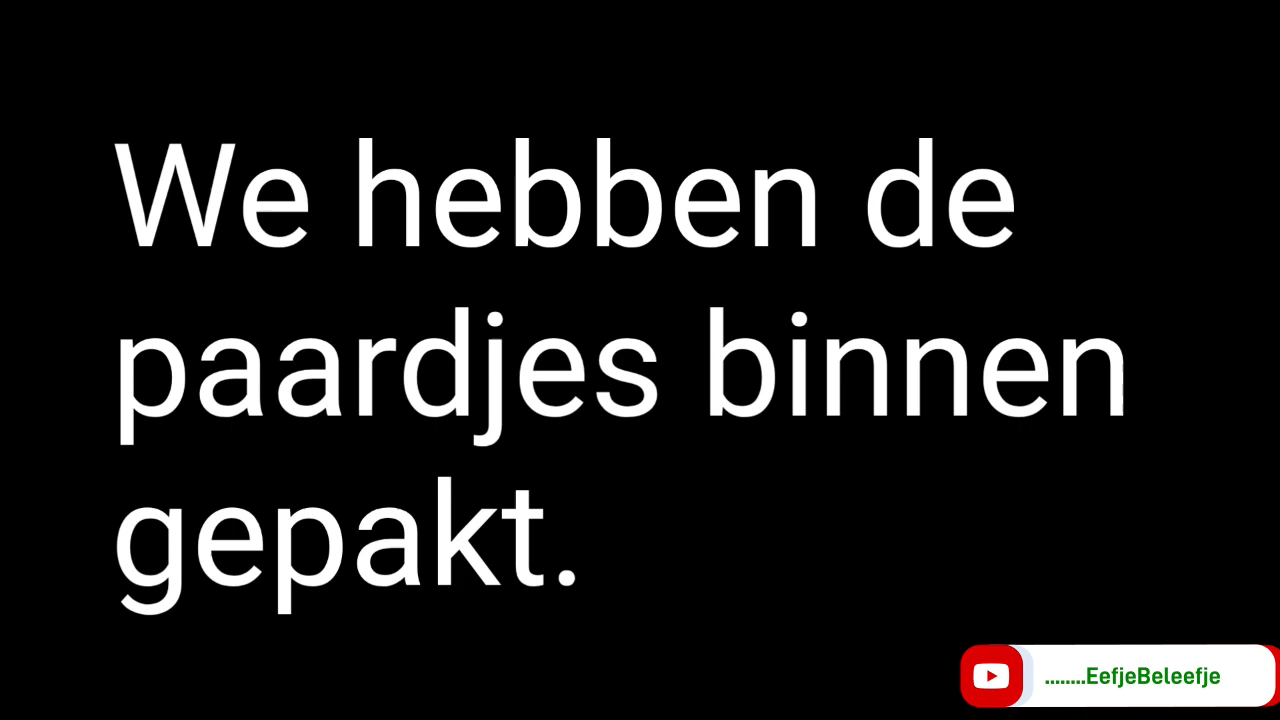 We hebben de
paardjes binnen
gepakt.
........EefjeBeleefje